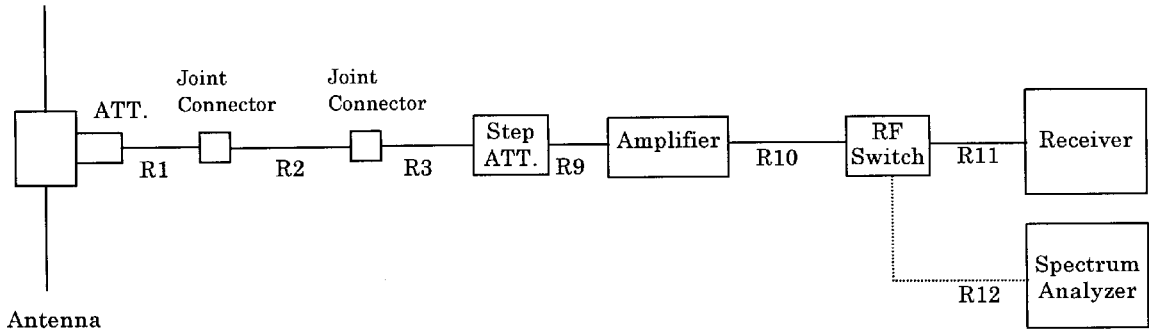 ATT.
Joint
Connector
Joint
Connector
R1
R2
R3
Step
ATT.
R9
Amplifier
R10
RF
Switch
R11
Receiver
R12
Spectrum
Analyzer
Antenna